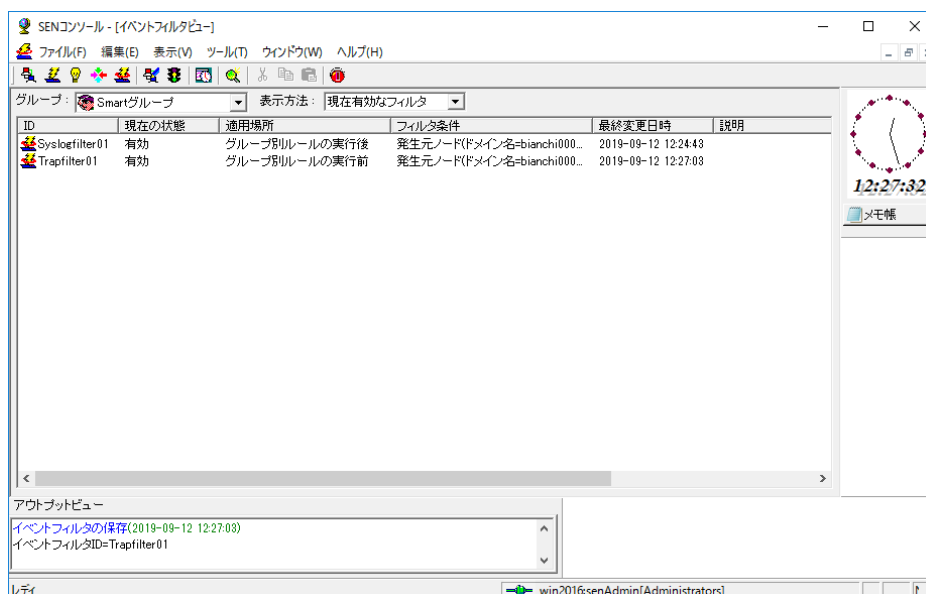 SENコンソール - [イベントフィルタビュー]
ファイル(F) 編集(E) 表示(V) ツール(T) ウィンドウ(W) ヘルプ(H)
グループ : Smartグループ 表示方法 : 現在有効なフィルタ
ID 現在の状態 適用場所 フィルタ条件 最終変更日時 説明
Syslogfilter01 有効 グループ別ルールの実行後 発生元ノード(ドメイン名=bianchi000... 2019-09-12 12:24:43
Trapfilter01 有効 グループ別ルールの実行前 発生元ノード(ドメイン名=bianchi000... 2019-09-12 12:27:03
12:27:32
メモ帳
アウトプットビュー
イベントフィルタの保存(2019-09-12 12:27:03)
イベントフィルタID=Trapfilter01
レディ win2016:senAdmin[Administrators]